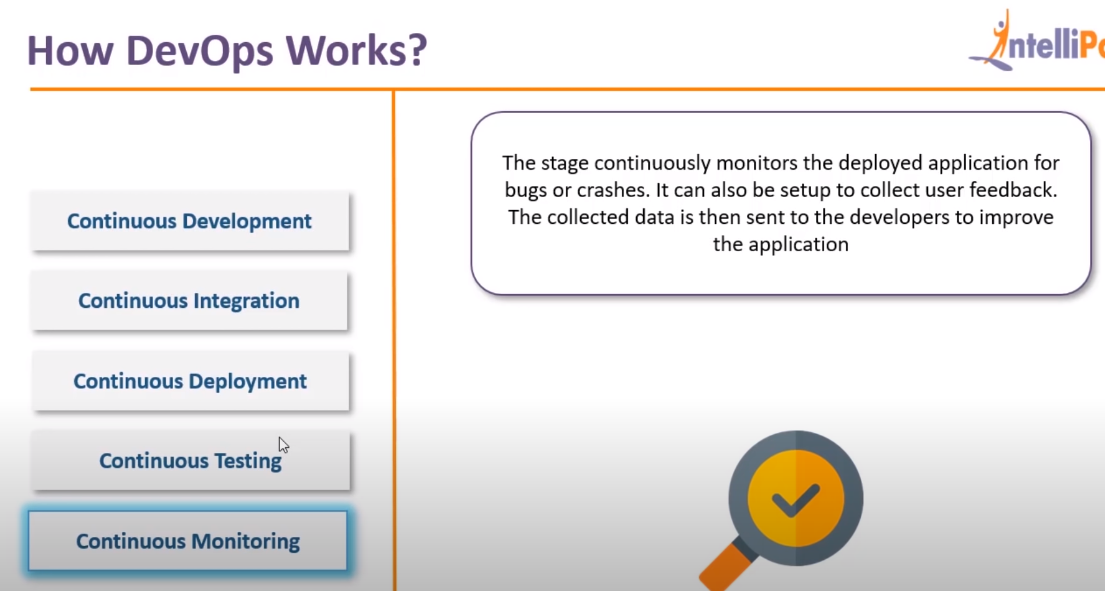 How DevOps Works?
Continuous Development
Continuous Integration
Continuous Deployment
Continuous Testing
Continuous Monitoring
The stage continuously monitors the deployed application for
bugs or crashes. It can also be setup to collect user feedback.
The collected data is then sent to the developers to improve
the application